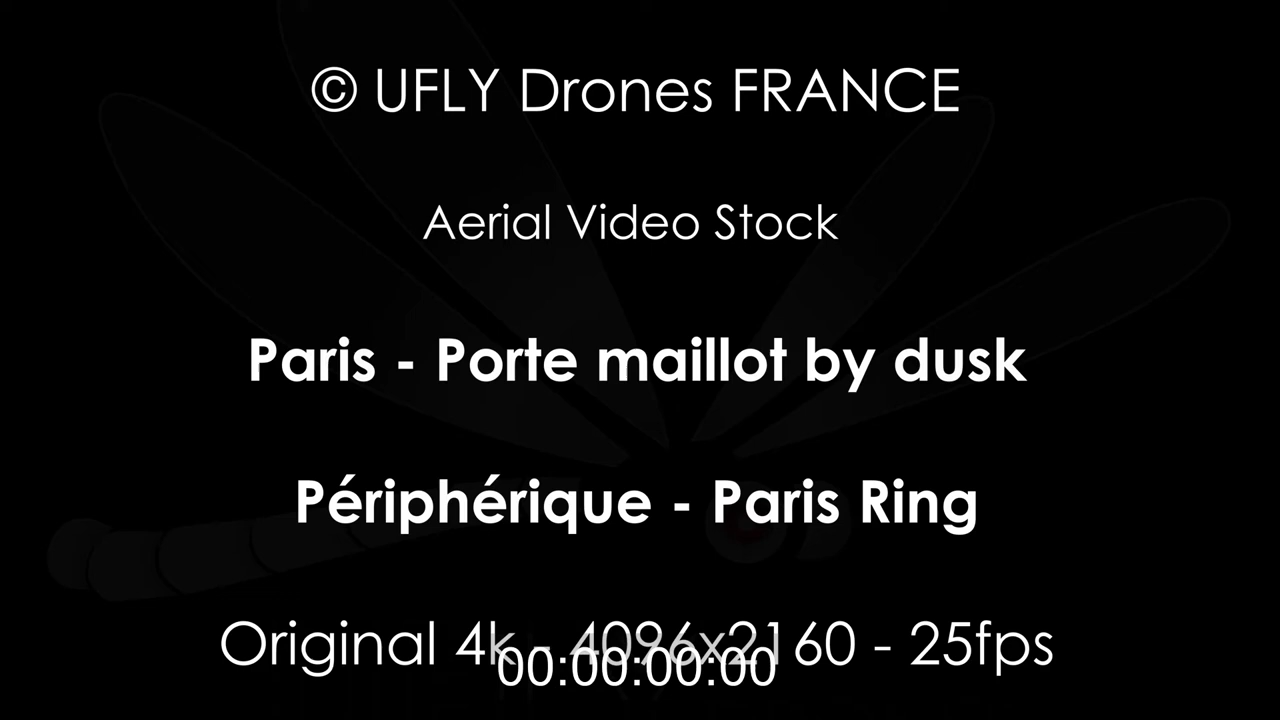 © UFLY Drones FRANCE
Aerial Video Stock
Paris - Porte maillot by dusk
Périphérique - Paris Ring
Original 4k - 4096x2160 - 25fps
00:00:00:00